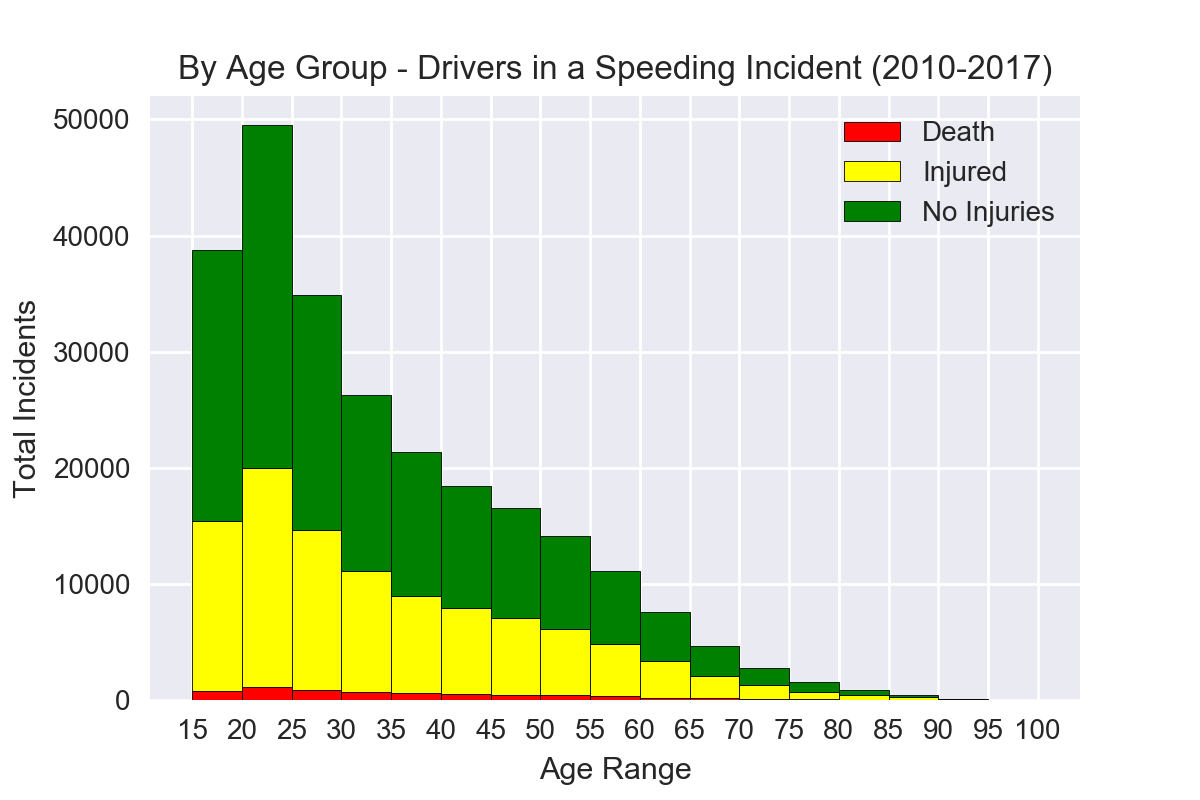 By Age Group - Drivers in a Speeding Incident (2010-2017)
50000
40000
30000
20000
10000
0
Total Incidents
Death
Injured
No Injuries
15 20 25 30 35 40 45 50 55 60 65 70 75 80 85 90 95 100
Age Range